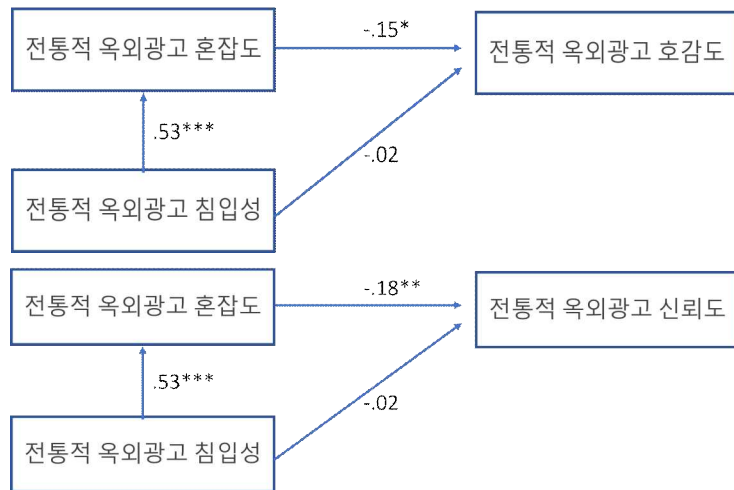 전통적 옥외광고 혼잡도
-.15*
전통적 옥외광고 호감도
.53***
-.02
전통적 옥외광고 침입성
전통적 옥외광고 혼잡도
-.18**
전통적 옥외광고 신뢰도
.53***
-.02
전통적 옥외광고 침입성